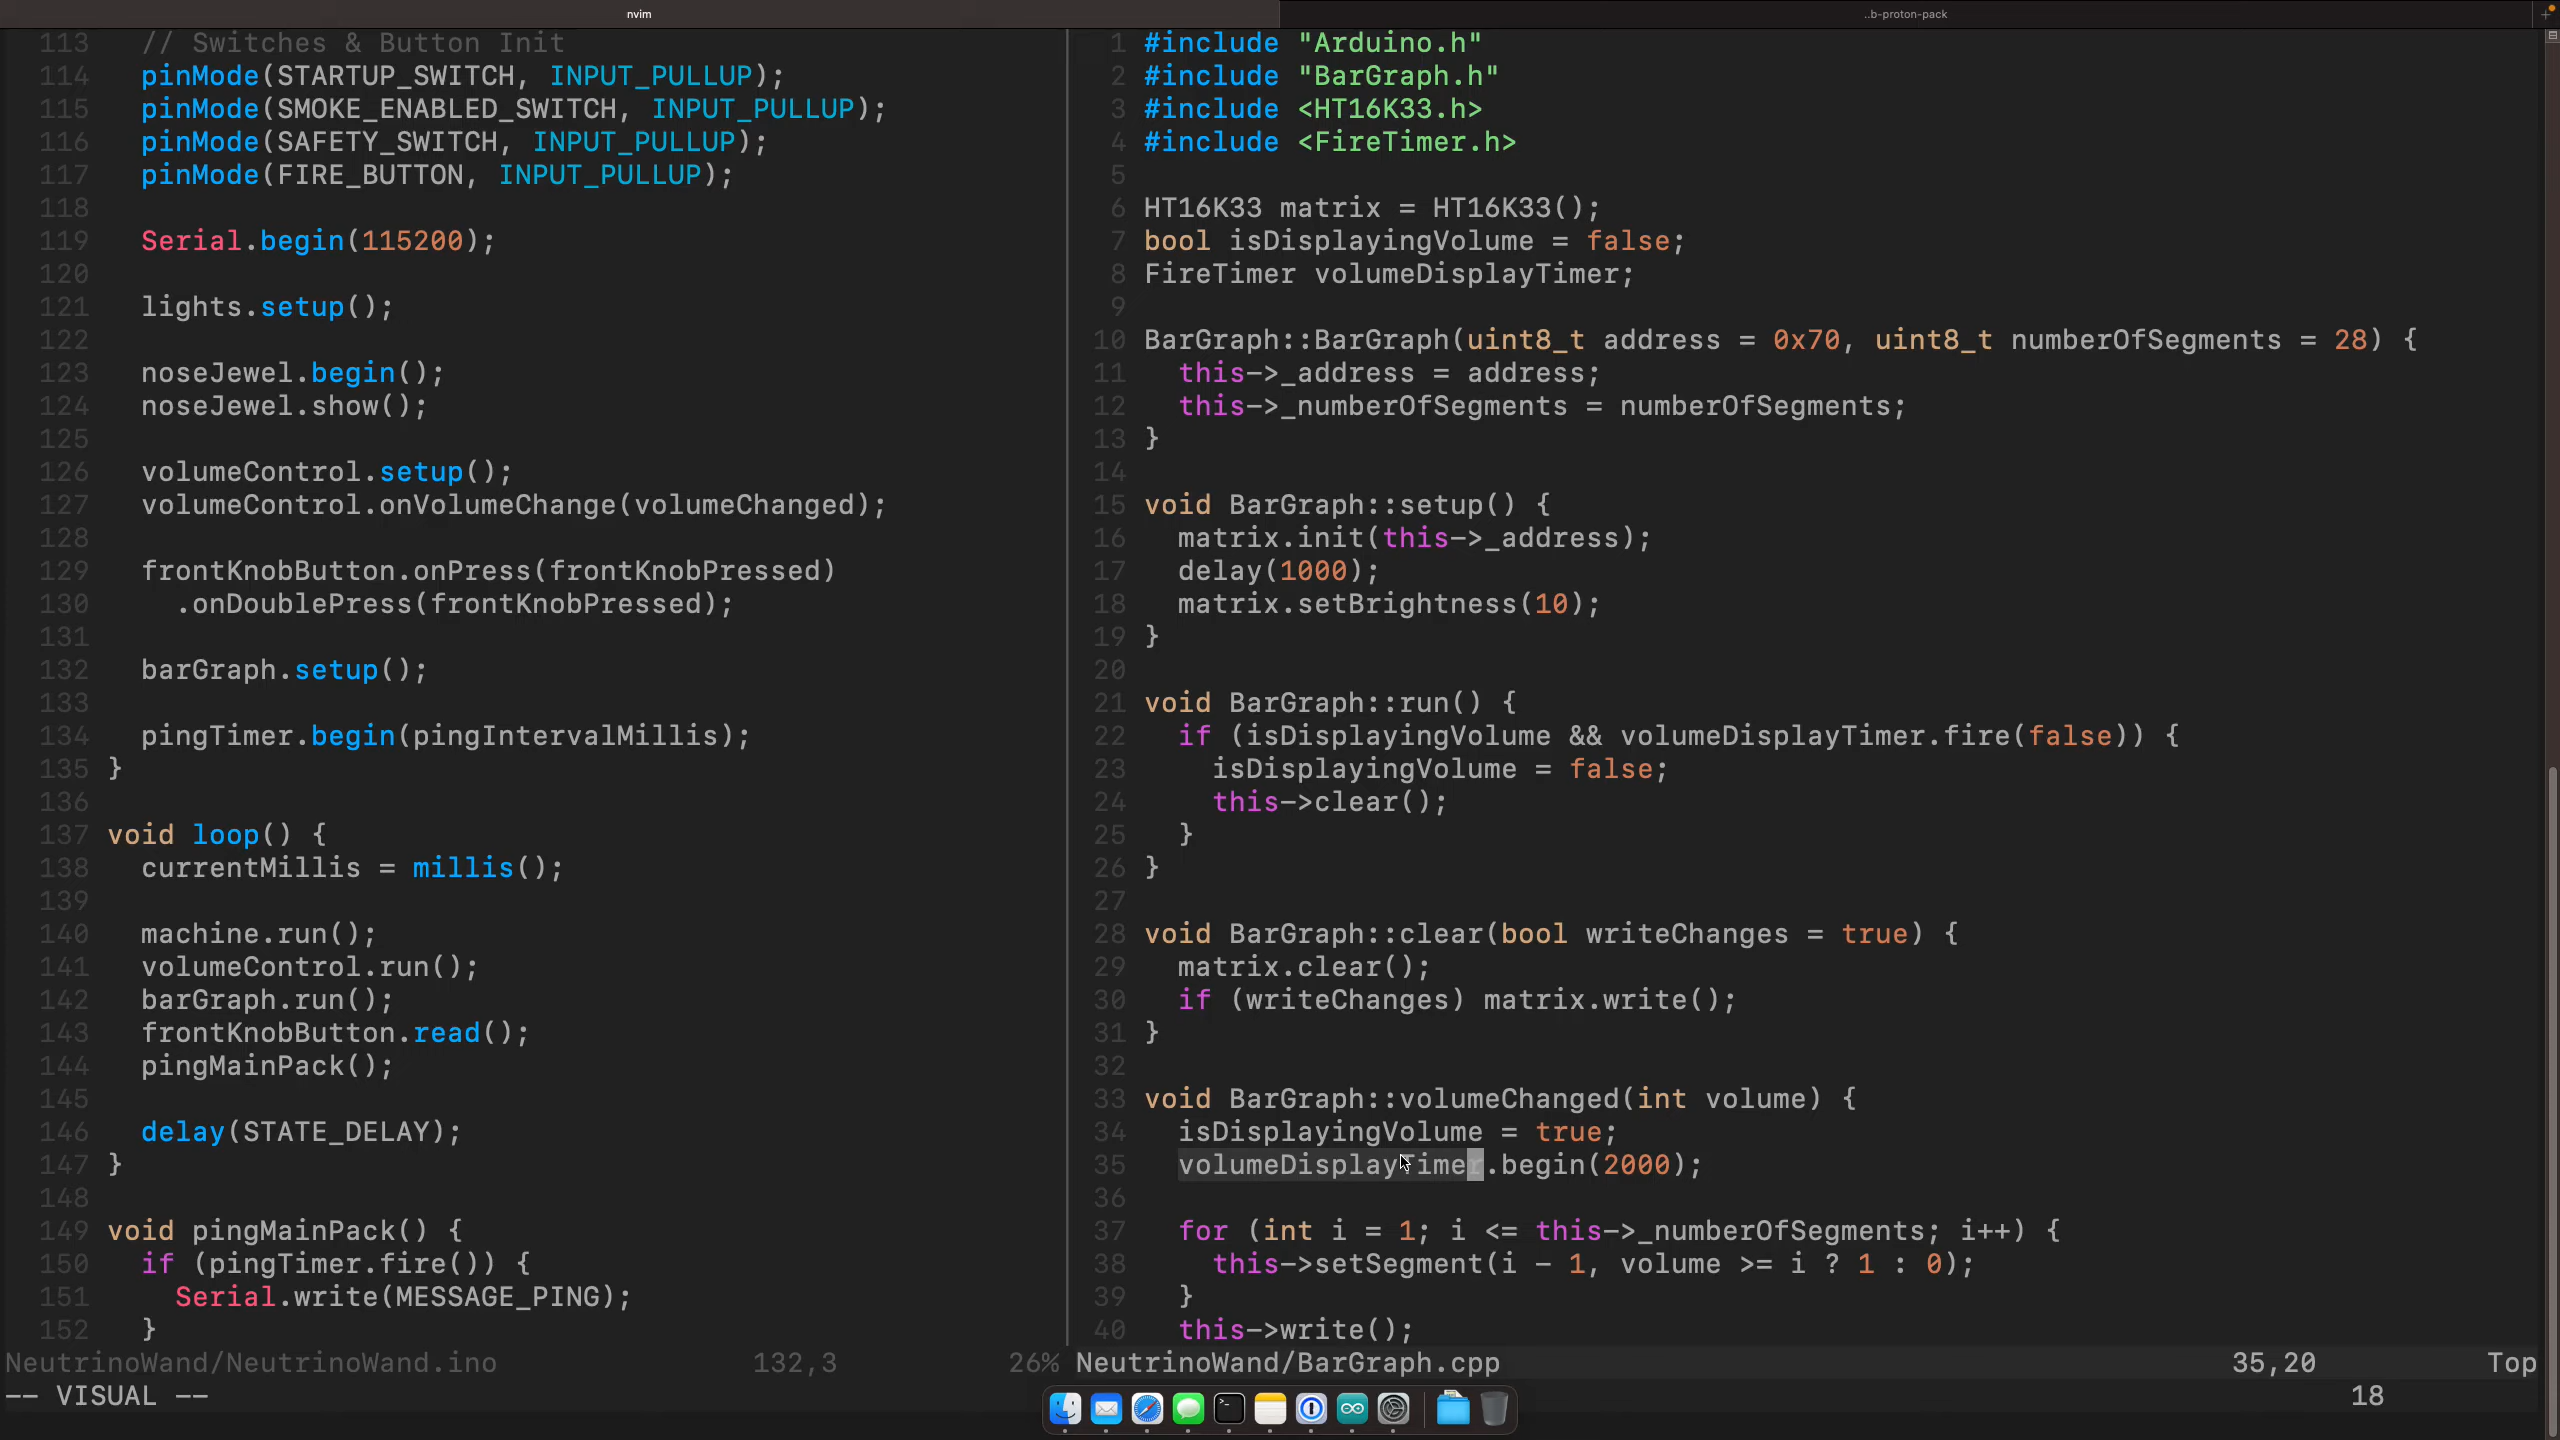 nvim
..b-proton-pack
113 // Switches & Button Init
114 pinMode(STARTUP_SWITCH, INPUT_PULLUP);
115 pinMode(SMOKE_ENABLED_SWITCH, INPUT_PULLUP);
116 pinMode(SAFETY_SWITCH, INPUT_PULLUP);
117 pinMode(FIRE_BUTTON, INPUT_PULLUP);
118
119 Serial.begin(115200);
120
121 lights.setup();
122
123 noseJewel.begin();
124 noseJewel.show();
125
126 volumeControl.setup();
127 volumeControl.onVolumeChange(volumeChanged);
128
129 frontKnobButton.onPress(frontKnobPressed)
130 .onDoublePress(frontKnobPressed);
131
132 barGraph.setup();
133
134 pingTimer.begin(pingIntervalMillis);
135 }
136
137 void loop() {
138 currentMillis = millis();
139
140 machine.run();
141 volumeControl.run();
142 barGraph.run();
143 frontKnobButton.read();
144 pingMainPack();
145
146 delay(STATE_DELAY);
147 }
148
149 void pingMainPack() {
150 if (pingTimer.fire()) {
151 Serial.write(MESSAGE_PING);
152 }
NeutrinoWand/NeutrinoWand.ino 132,3 26%
1 #include "Arduino.h"
2 #include "BarGraph.h"
3 #include <HT16K33.h>
4 #include <FireTimer.h>
5
6 HT16K33 matrix = HT16K33();
7 bool isDisplayingVolume = false;
8 FireTimer volumeDisplayTimer;
9
10 BarGraph::BarGraph(uint8_t address = 0x70, uint8_t numberOfSegments = 28) {
11 this->_address = address;
12 this->_numberOfSegments = numberOfSegments;
13 }
14
15 void BarGraph::setup() {
16 matrix.init(this->_address);
17 delay(1000);
18 matrix.setBrightness(10);
19 }
20
21 void BarGraph::run() {
22 if (isDisplayingVolume && volumeDisplayTimer.fire(false)) {
23 isDisplayingVolume = false;
24 this->clear();
25 }
26 }
27
28 void BarGraph::clear(bool writeChanges = true) {
29 matrix.clear();
30 if (writeChanges) matrix.write();
31 }
32
33 void BarGraph::volumeChanged(int volume) {
34 isDisplayingVolume = true;
35 volumeDisplayTimer.begin(2000);
36
37 for (int i = 1; i <= this->_numberOfSegments; i++) {
38 this->setSegment(i - 1, volume >= i ? 1 : 0);
39 }
40 this->write();
NeutrinoWand/BarGraph.cpp 35,20 Top
-- VISUAL -- 18